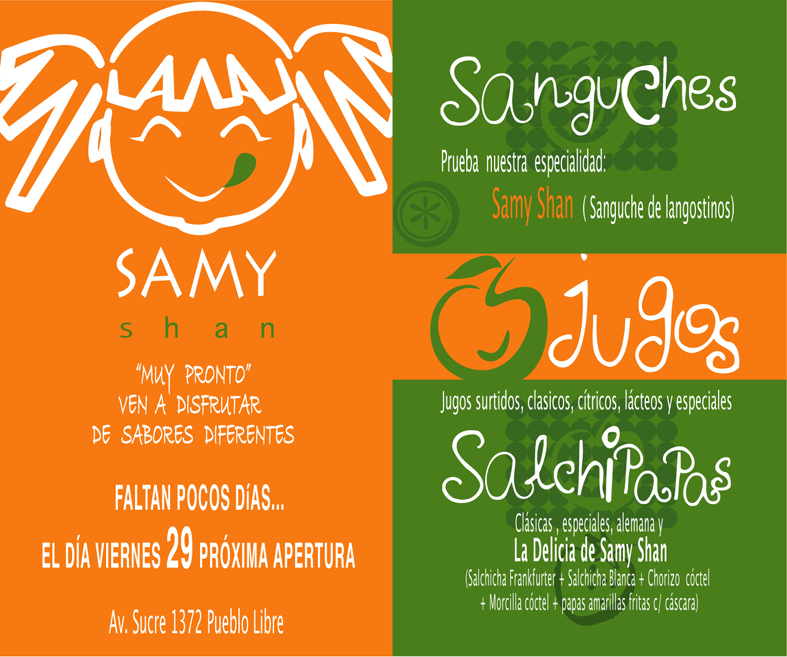 SAMY
shan
"MUY PRONTO"
VEN A DISFRUTAR
DE SABORES DIFERENTES
FALTAN POCOS DíAS...
EL DÍA VIERNES 29 PRÓXIMA APERTURA
Av. Sucre 1372 Pueblo Libre
Sanguches
Prueba nuestra especialidad:
Samy Shan ( Sanguche de langostinos)
jugos
Jugos surtidos, clasicos, cítricos, lácteos y especiales
SalchiPaPas
Clásicas , especiales, alemana y
La Delicia de Samy Shan
(Salchicha Frankfurter + Salchicha Blanca + Chorizo cóctel
+ Morcilla cóctel + papas amarillas fritas c/ cáscara)